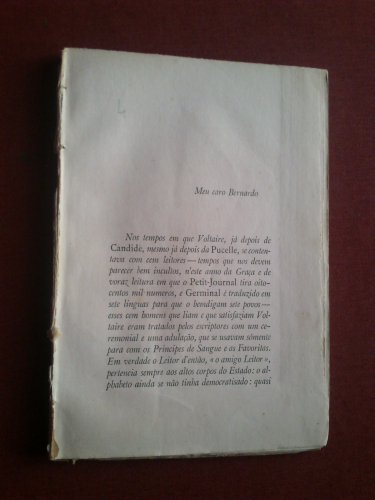 Meu caro Bernardo
Nos tempos em que Voltaire, já depois de
Candide, mesmo já depois da Pucelle, se conten-
tava com cem leitores — tempos que nos devem
parecer bem incultos, n'este anno da Graça e de
voraz leitura em que o Petit-Journal tira oito-
centos mil numeros, e Germinal é traduzido em
sete linguas para que o bemdigam sete povos —
esses cem homens que liam e que satisfaziam Vol-
taire eram tratados pelos escriptores com um ce-
remonial e uma adulação, que se usavam sómente
para com os Principes de Sangue e as Favoritas.
Em verdade o Leitor d'então, «o amigo Leitor»,
pertencia sempre aos altos corpos do Estado: o al-
phabeto ainda se não tinha democratisado: quasi